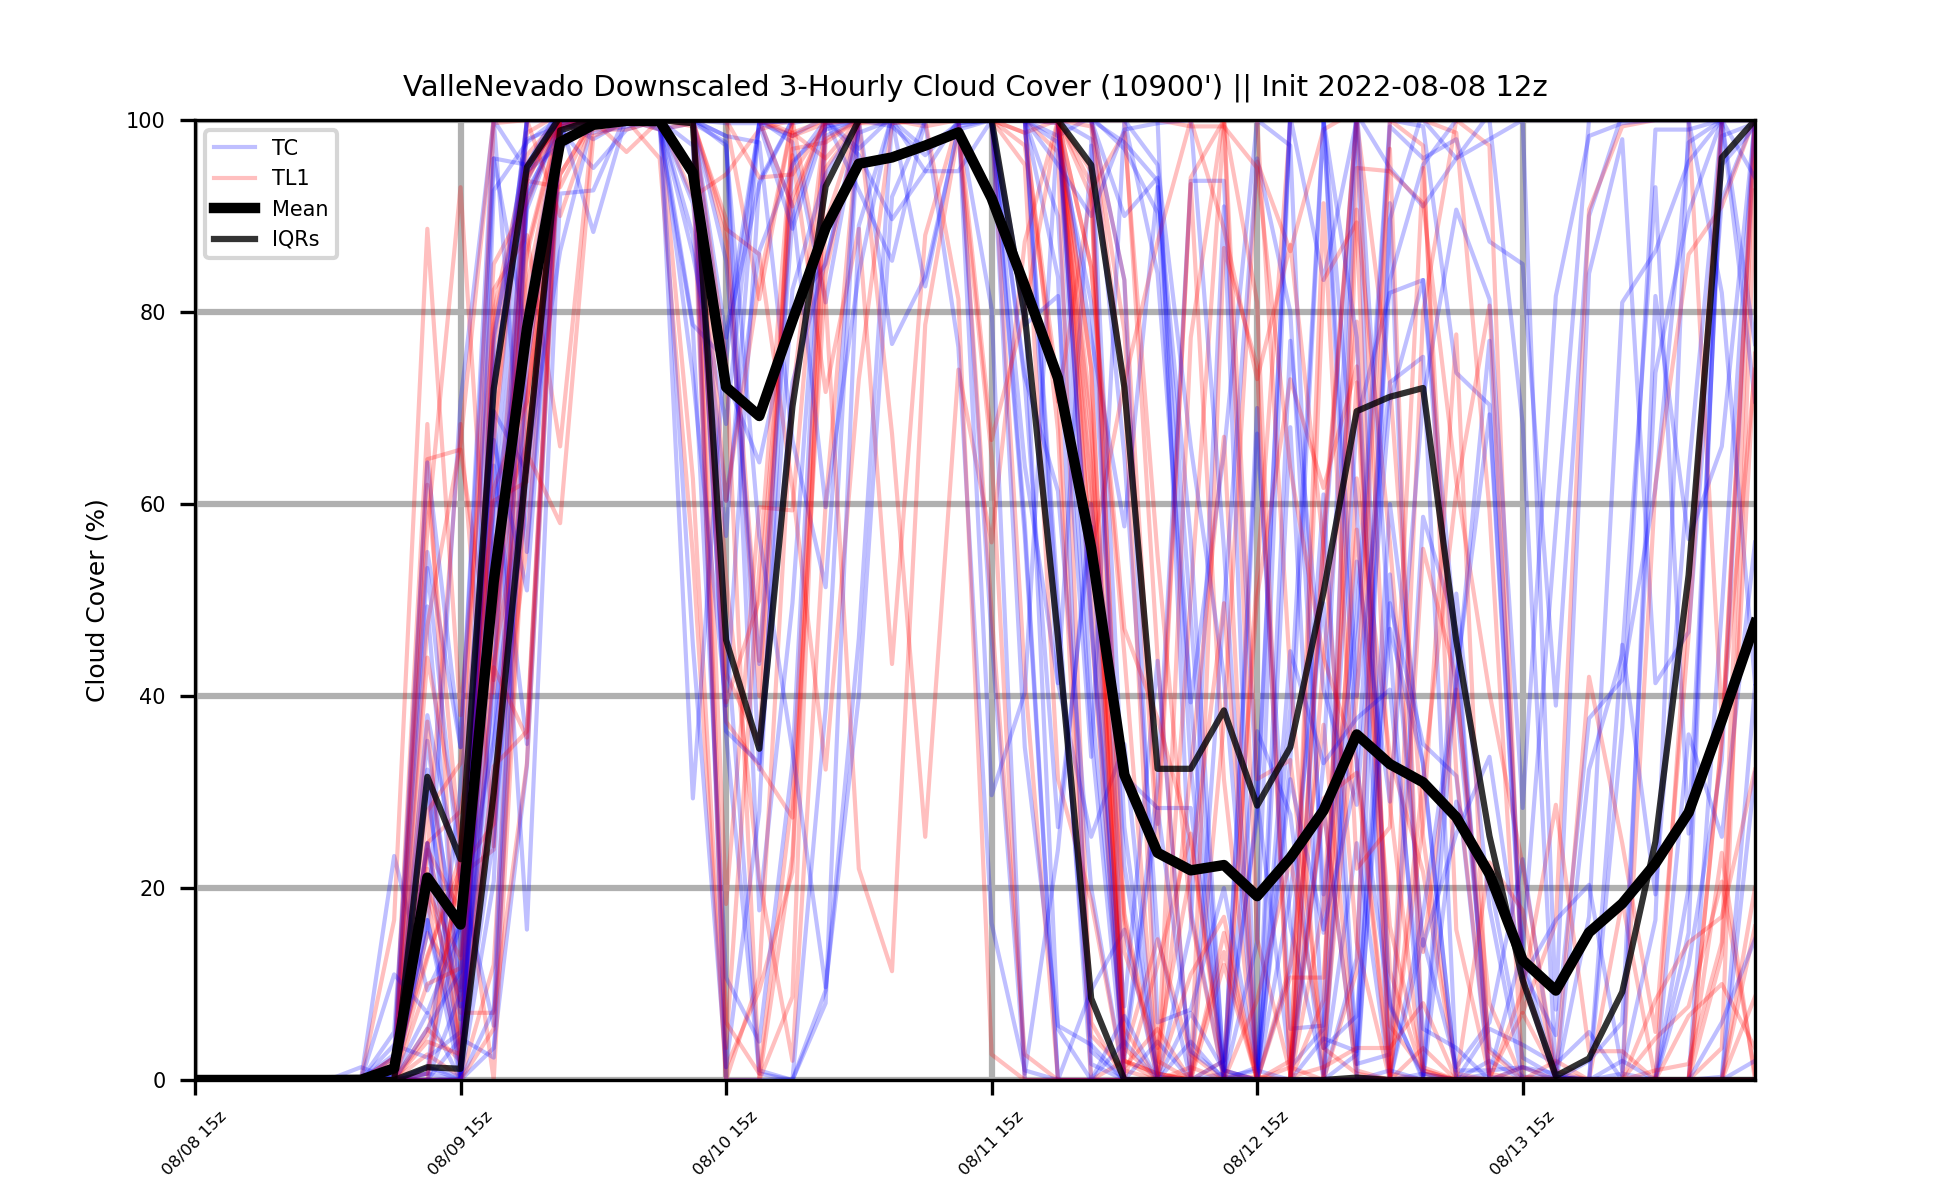 ValleNevado Downscaled 3-Hourly Cloud Cover (10900') || Init 2022-08-08 12z
Cloud Cover (%)
100
80
60
40
20
0
TC
TL1
Mean
IQRs
08/08 15z
08/09 15z
08/10 15z
08/11 15z
08/12 15z
08/13 15z